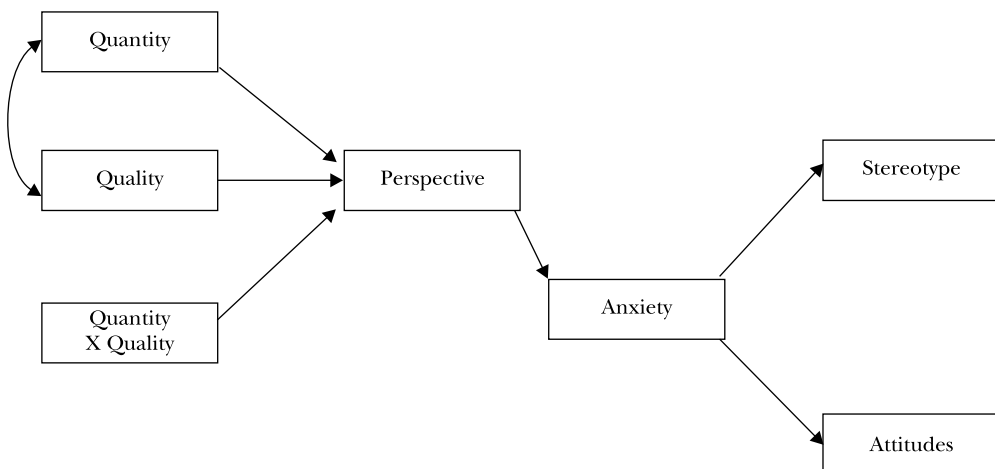 Quantity
Quality
Perspective
Stereotype
Quantity
X Quality
Anxiety
Attitudes